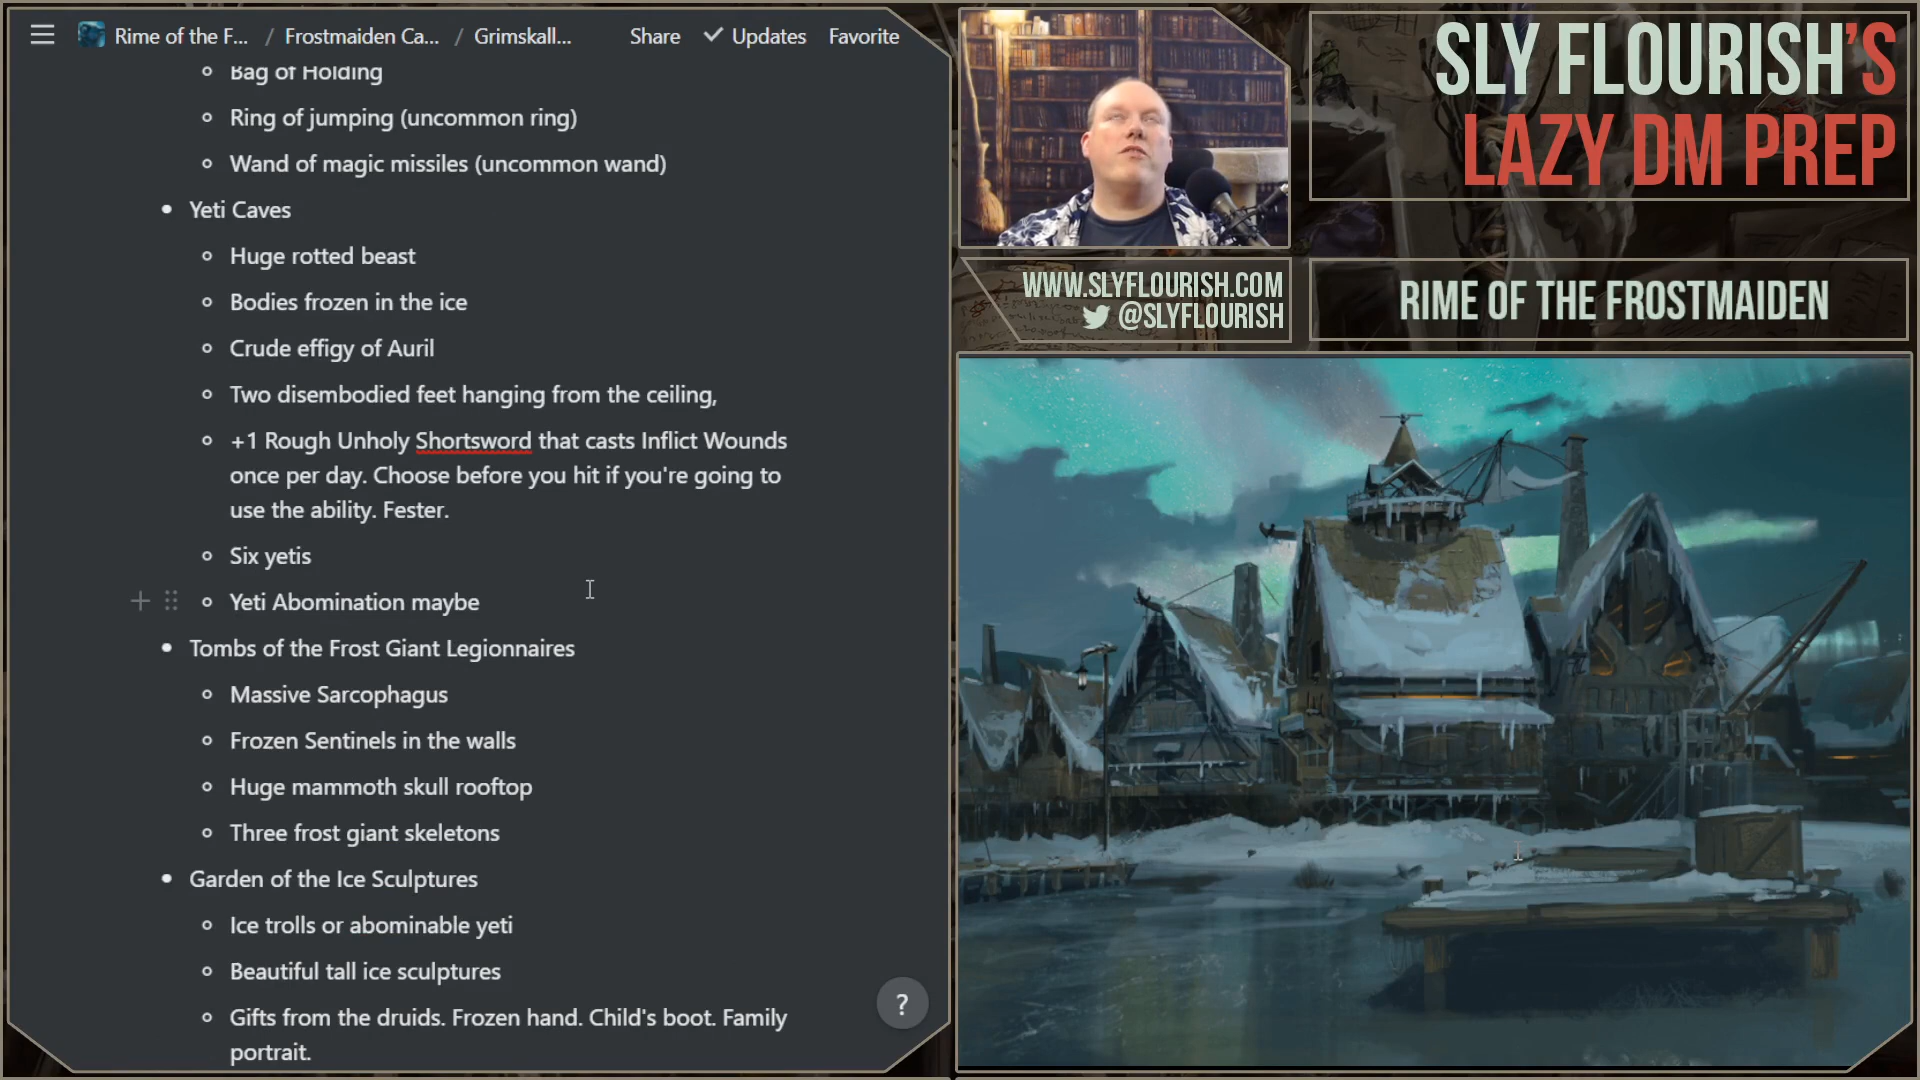 Rime of the F... / Frostmaiden Ca... / Grimskall... Share Updates Favorite
Bag of Holding
Ring of jumping (uncommon ring)
Wand of magic missiles (uncommon wand)
Yeti Caves
Huge rotted beast
Bodies frozen in the ice
Crude effigy of Auril
Two disembodied feet hanging from the ceiling,
+1 Rough Unholy Shortsword that casts Inflict Wounds
once per day. Choose before you hit if you're going to
use the ability. Fester.
Six yetis
Yeti Abomination maybe
Tombs of the Frost Giant Legionnaires
Massive Sarcophagus
Frozen Sentinels in the walls
Huge mammoth skull rooftop
Three frost giant skeletons
Garden of the Ice Sculptures
Ice trolls or abominable yeti
Beautiful tall ice sculptures
Gifts from the druids. Frozen hand. Child's boot. Family
portrait.
?
SLY FLOURISH'S
LAZY DM PREP
WWW.SLYFLOURISH.COM
@SLYFLOURISH
RIME OF THE FROSTMAIDEN